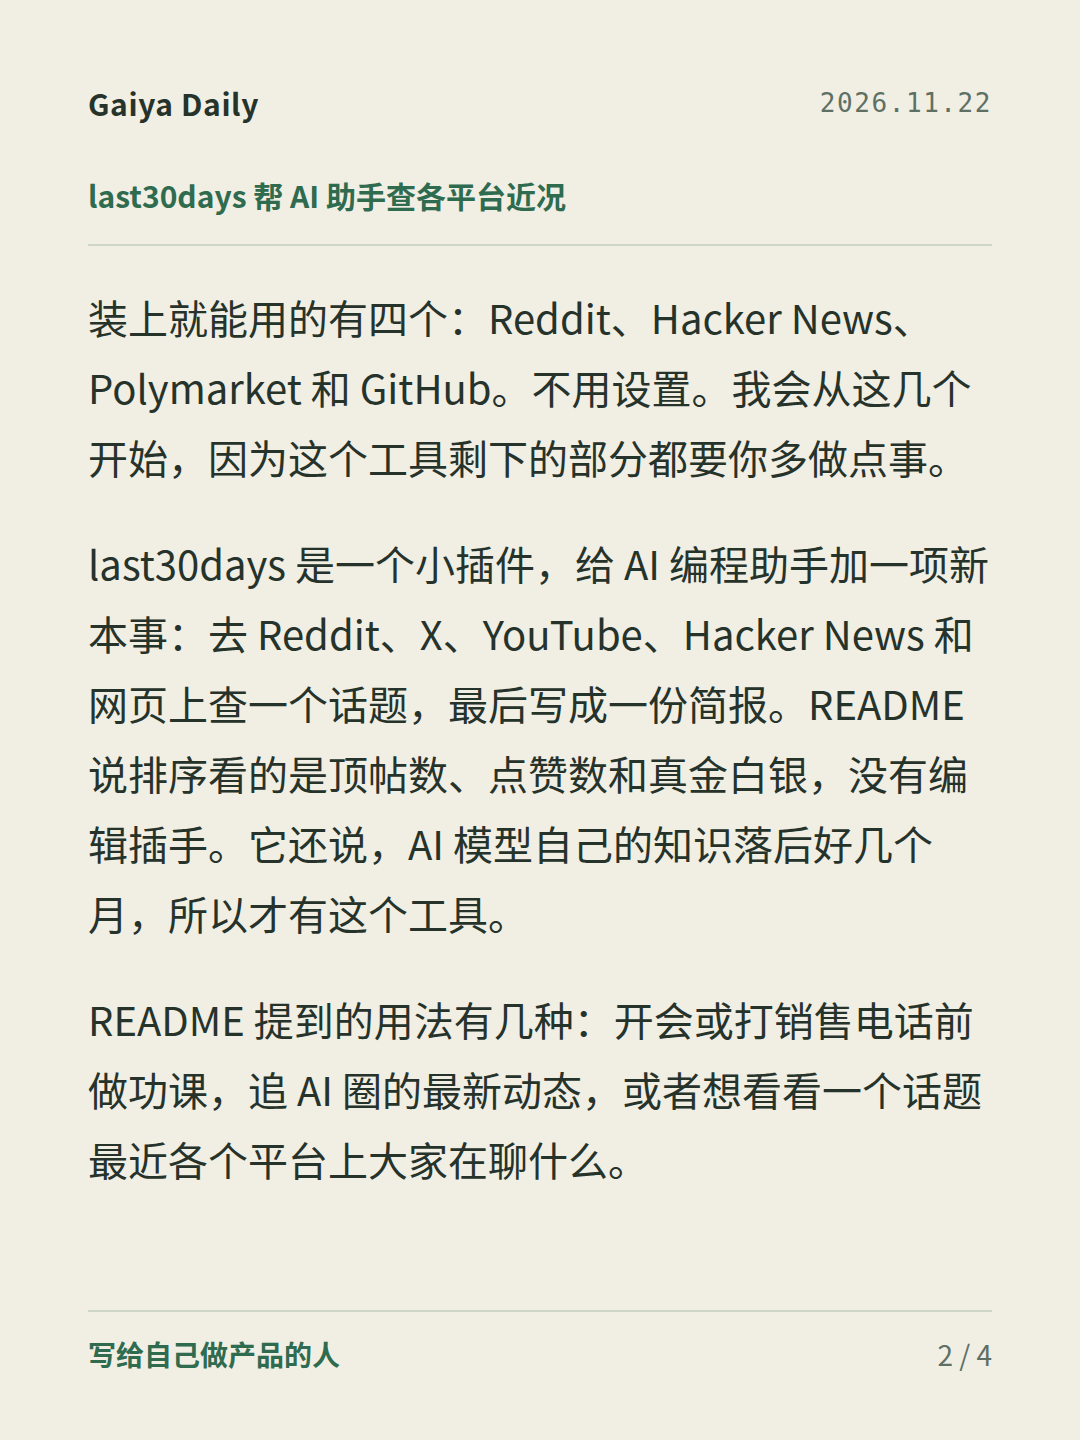 Gaiya Daily
2026.11.22
last30days 帮 AI 助手查各平台近况
装上就能用的有四个：Reddit、Hacker News、
Polymarket 和 GitHub。不用设置。我会从这几个
开始，因为这个工具剩下的部分都要你多做点事。
last30days 是一个小插件，给 AI 编程助手加一项新
本事：去 Reddit、X、YouTube、Hacker News 和
网页上查一个话题，最后写成一份简报。README
说排序看的是顶帖数、点赞数和真金白银，没有编
辑插手。它还说，AI 模型自己的知识落后好几个
月，所以才有这个工具。
README 提到的用法有几种：开会或打销售电话前
做功课，追 AI 圈的最新动态，或者想看看一个话题
最近各个平台上大家在聊什么。
写给自己做产品的人
2 / 4